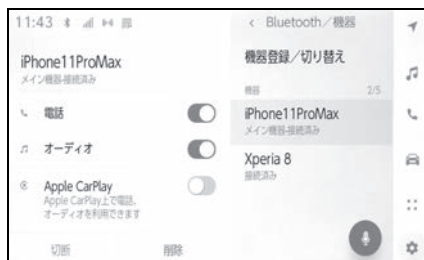 11:43
iPhone11ProMax
メイン機器-接続済み
電話
オーディオ
Apple CarPlay
Apple CarPlay上で電話、
オーディオを利用できます
切断
削除
Bluetooth/機器
機器登録/切り替え
機器 2/5
iPhone11ProMax
メイン機器-接続済み
Xperia 8
接続済み